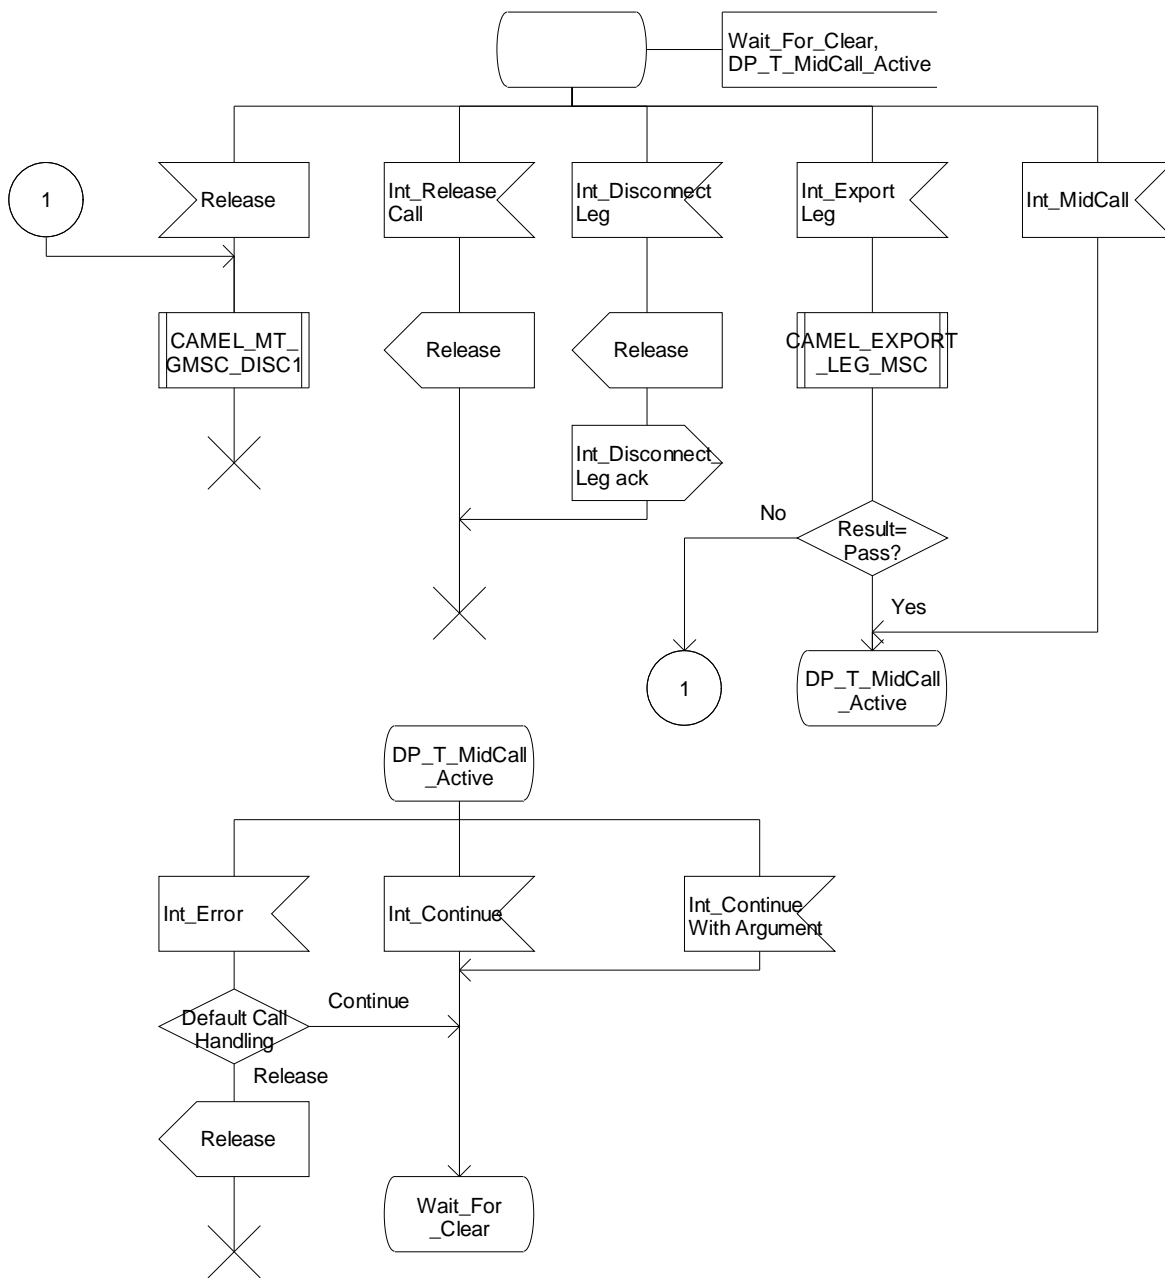 Wait_For_Clear,
DP_T_MidCall_Active
1
Release
Int_Release
Call
Int_Disconnect
Leg
Int_Export
Leg
Int_MidCall
CAMEL_MT_
GMSC_DISC1
Release
Release
CAMEL_EXPORT
_LEG_MSC
Int_Disconnect_
Leg ack
No
Result=
Pass?
Yes
1
DP_T_MidCall
_Active
DP_T_MidCall
_Active
Int_Error
Int_Continue
Int_Continue_
With Argument
Continue
Default Call
Handling
Release
Release
Wait_For
_Clear